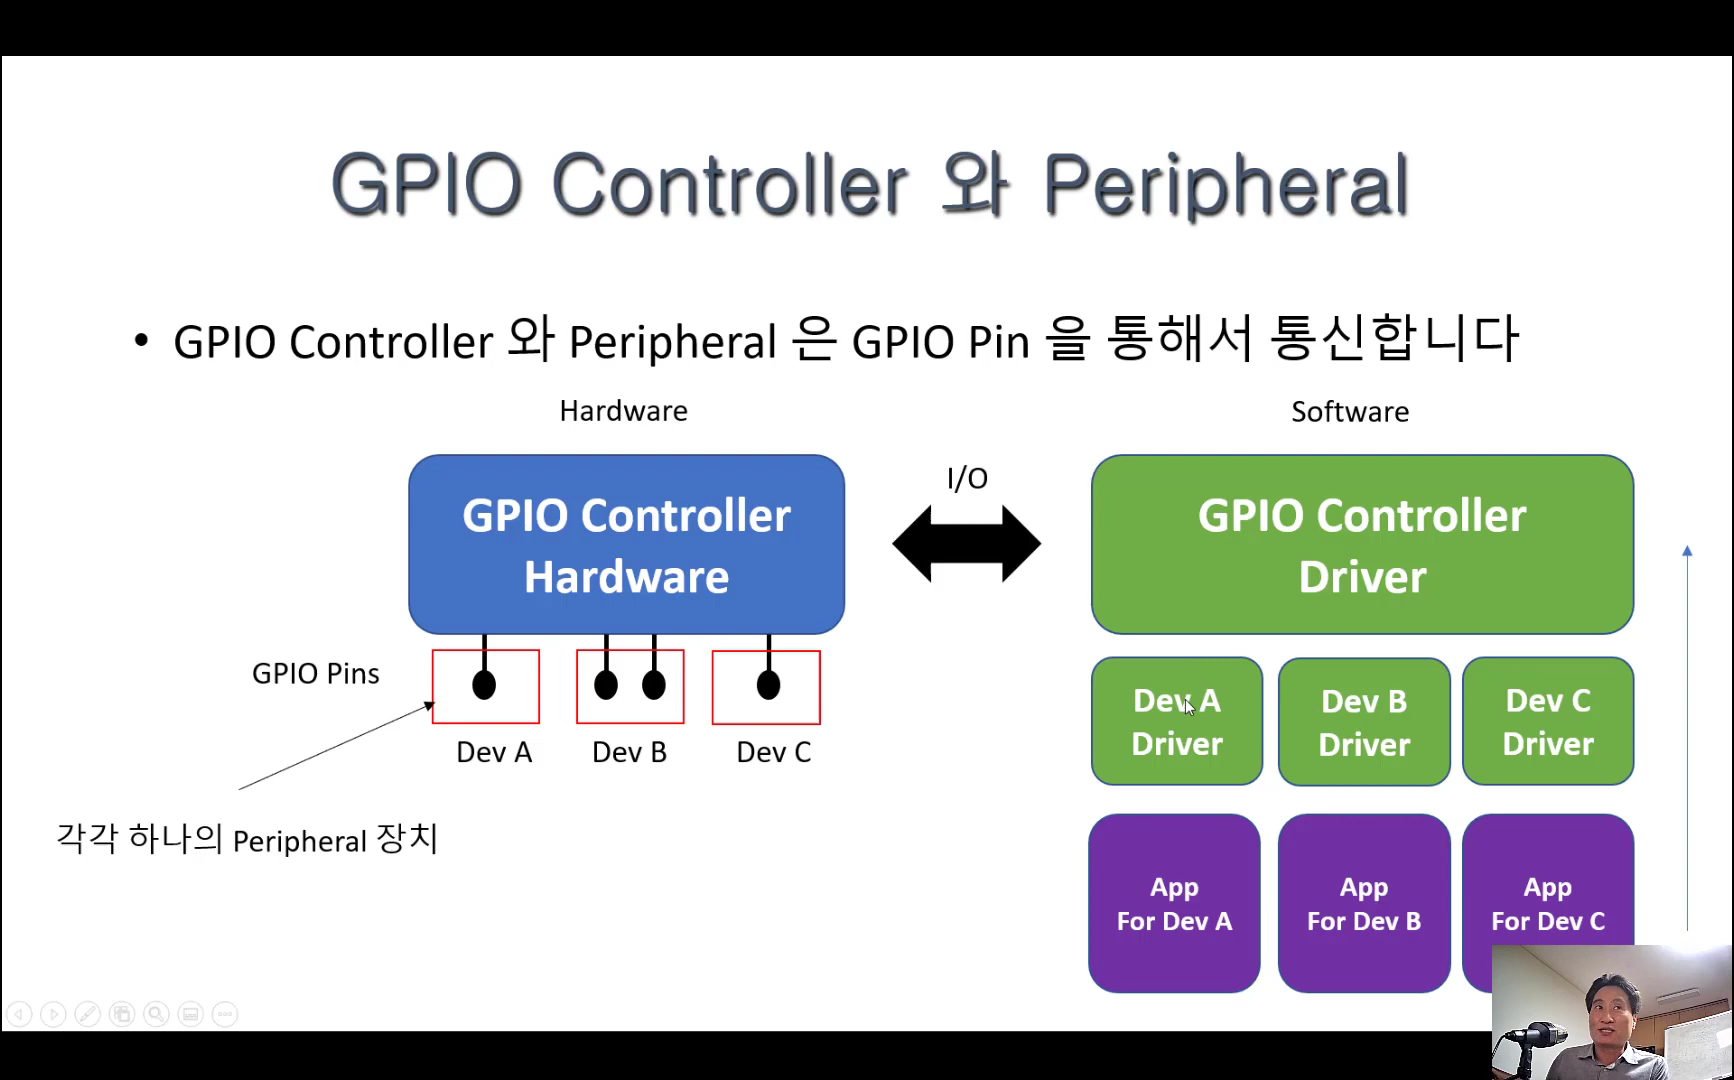 GPIO Controller 와 Peripheral
• GPIO Controller 와 Peripheral 은 GPIO Pin 을 통해서 통신합니다
Hardware
Software
GPIO Controller
Hardware
I/O
GPIO Controller
Driver
GPIO Pins
Dev A
Dev B
Dev C
각각 하나의 Peripheral 장치
Dev A
Driver
Dev B
Driver
Dev C
Driver
App
For Dev A
App
For Dev B
App
For Dev C